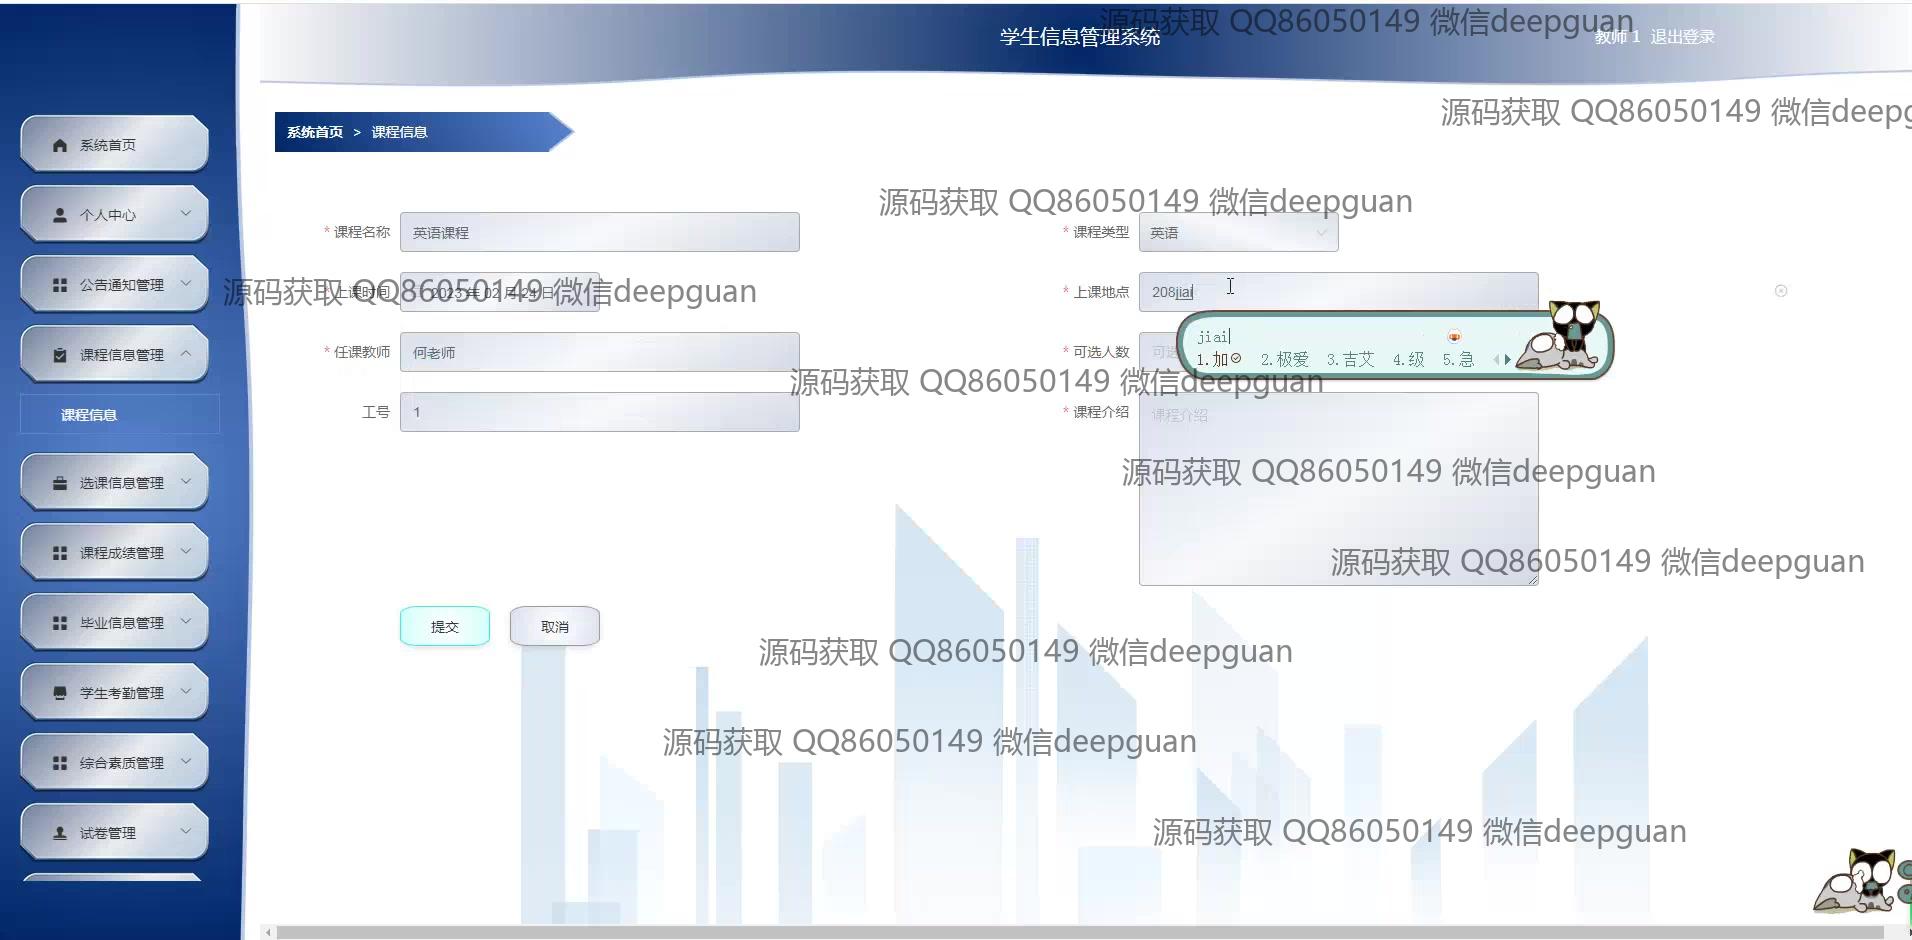 源码获取 QQ86050149 微信deepguan
学生信息管理系统
教师 1 退出登录
源码获取 QQ86050149 微信deepg
系统首页 > 课程信息
系统首页
个人中心
公告通知管理
课程信息管理
课程信息
选课信息管理
课程成绩管理
毕业信息管理
学生考勤管理
综合素质管理
试卷管理
源码获取 QQ86050149 微信deepguan
* 课程名称 英语课程
* 课程类型 英语
源码获取 QQ86050149 微信deepguan
* 上课时间 2023 年 02 月 24 日
* 上课地点 208jiai
jiai
1.加 2.极爱 3.吉艾 4.级 5.急
* 任课教师 何老师
* 可选人数 可选
源码获取 QQ86050149 微信deepguan
工号 1
* 课程介绍 课程介绍
源码获取 QQ86050149 微信deepguan
源码获取 QQ86050149 微信deepguan
提交 取消
源码获取 QQ86050149 微信deepguan
源码获取 QQ86050149 微信deepguan
源码获取 QQ86050149 微信deepguan